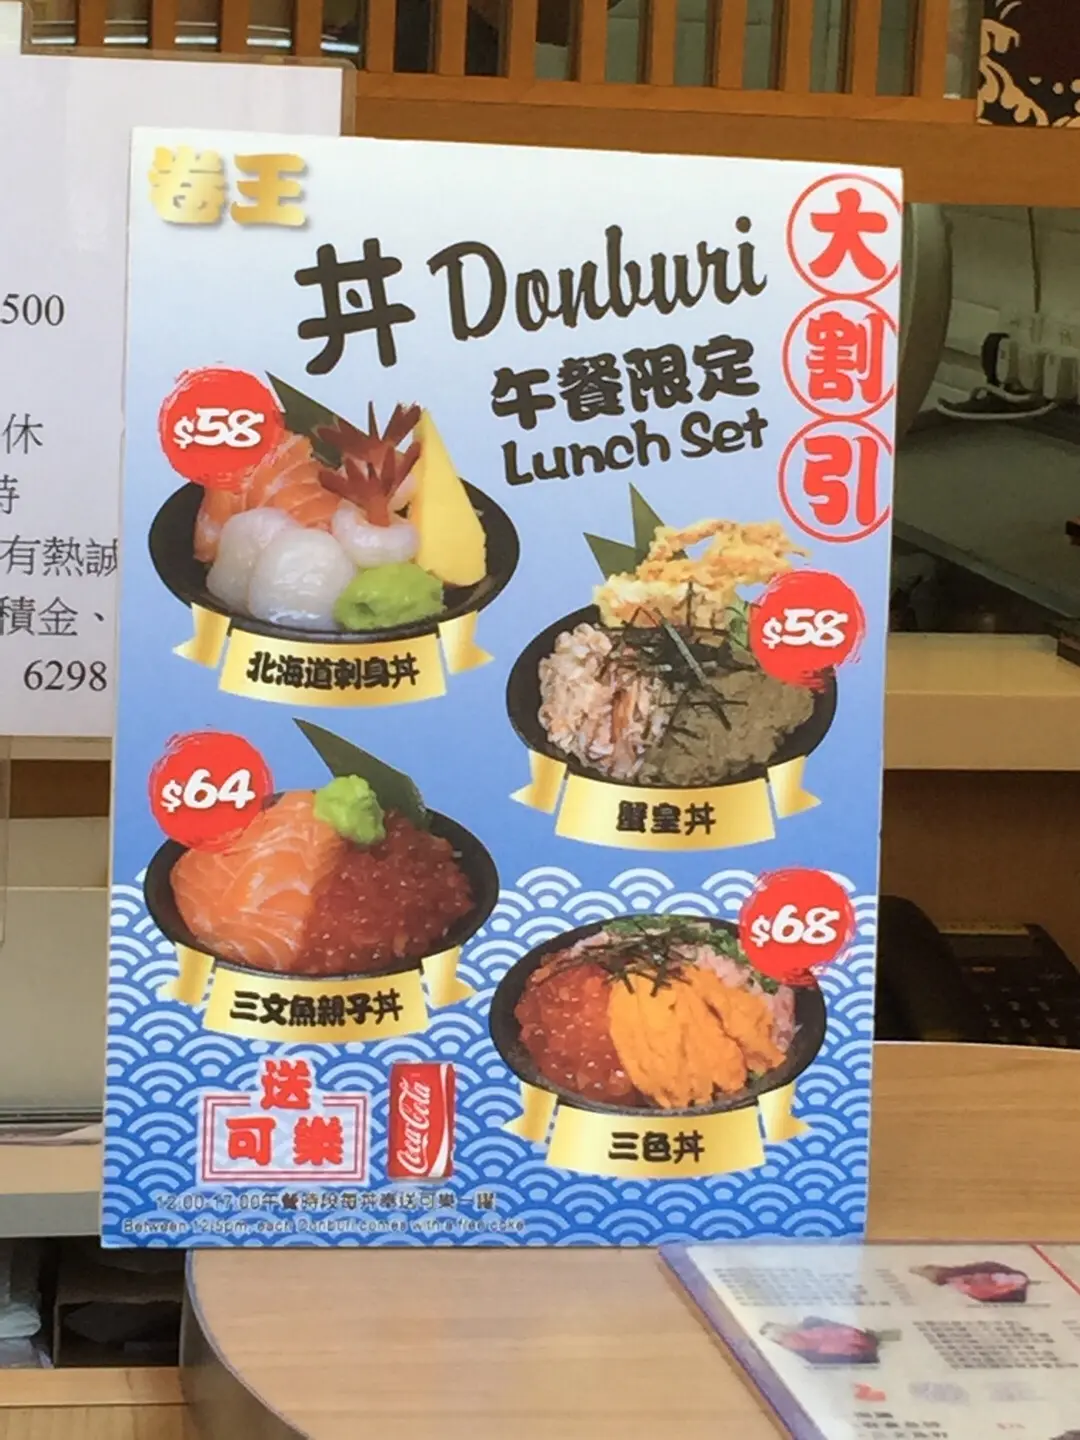 卷王
丼 Donburi
午餐限定
Lunch Set
大割引
$58
北海道刺身丼
$58
蟹皇丼
$64
三文魚親子丼
$68
三色丼
送
可樂
Coca-Cola
12:00-17:00午餐時段每丼奉送可樂一罐
Between 12-5pm, each Donburi comes with a free coke
500
休
時
有熱誠
積金、
6298